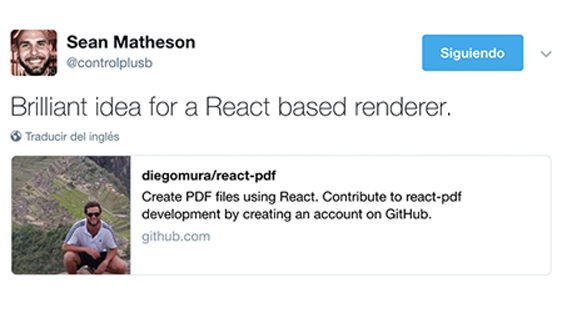 Sean Matheson
@controlplusb
Siguiendo
Brilliant idea for a React based renderer.
Traducir del inglés
diegomura/react-pdf
Create PDF files using React. Contribute to react-pdf
development by creating an account on GitHub.
github.com